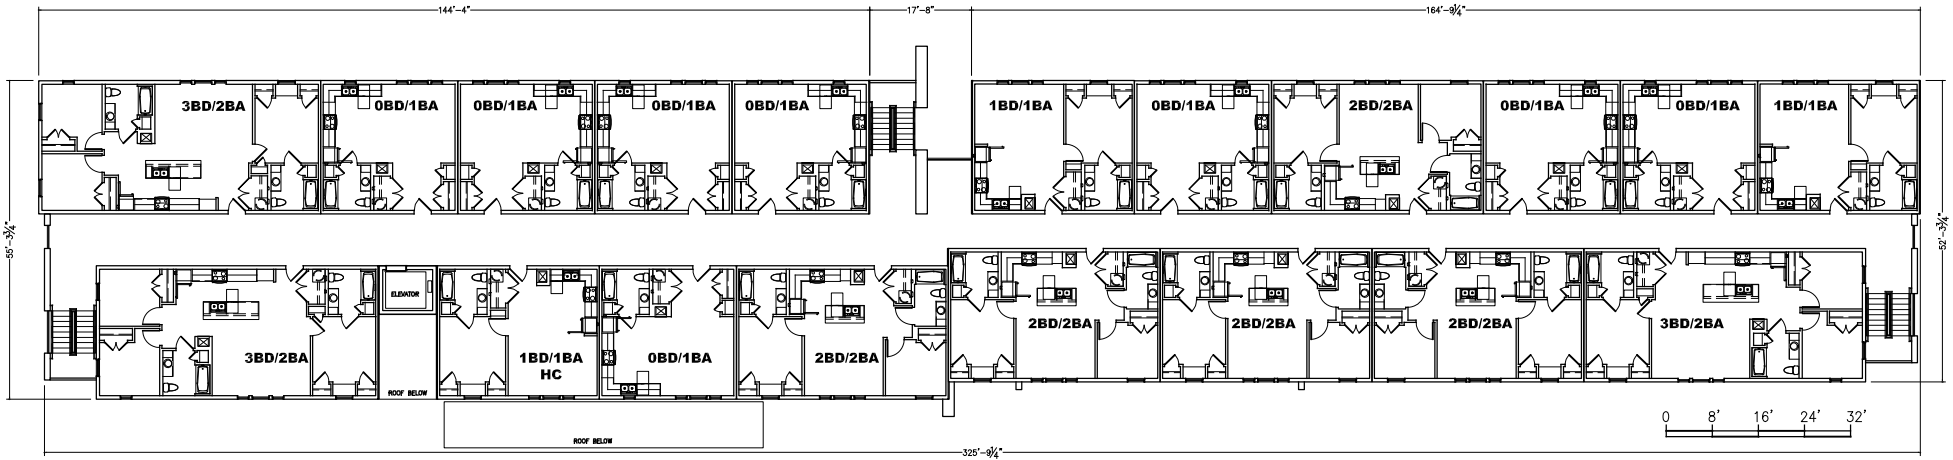 144'-4" 17'-8" 164'-9¼"
3BD/2BA 0BD/1BA 0BD/1BA 0BD/1BA 0BD/1BA 1BD/1BA 0BD/1BA 2BD/2BA 0BD/1BA 0BD/1BA 1BD/1BA
55'-3¾" 52'-3¾"
ELEVATOR
2BD/2BA 2BD/2BA 2BD/2BA 3BD/2BA
3BD/2BA 1BD/1BA 0BD/1BA 2BD/2BA
HC
ROOF BELOW
0 8' 16' 24' 32'
ROOF BELOW
325'-9¼"